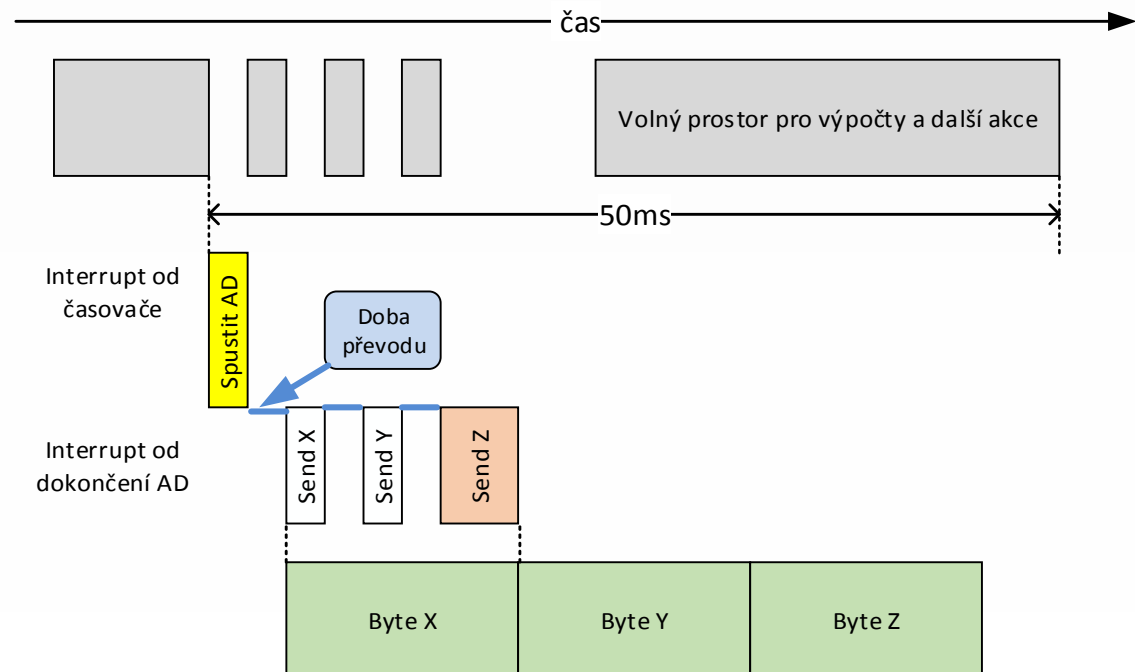 čas
Volný prostor pro výpočty a další akce
50ms
Interrupt od
časovače
Spustit AD
Doba
převodu
Interrupt od
dokončení AD
Send X
Send Y
Send Z
Byte X
Byte Y
Byte Z